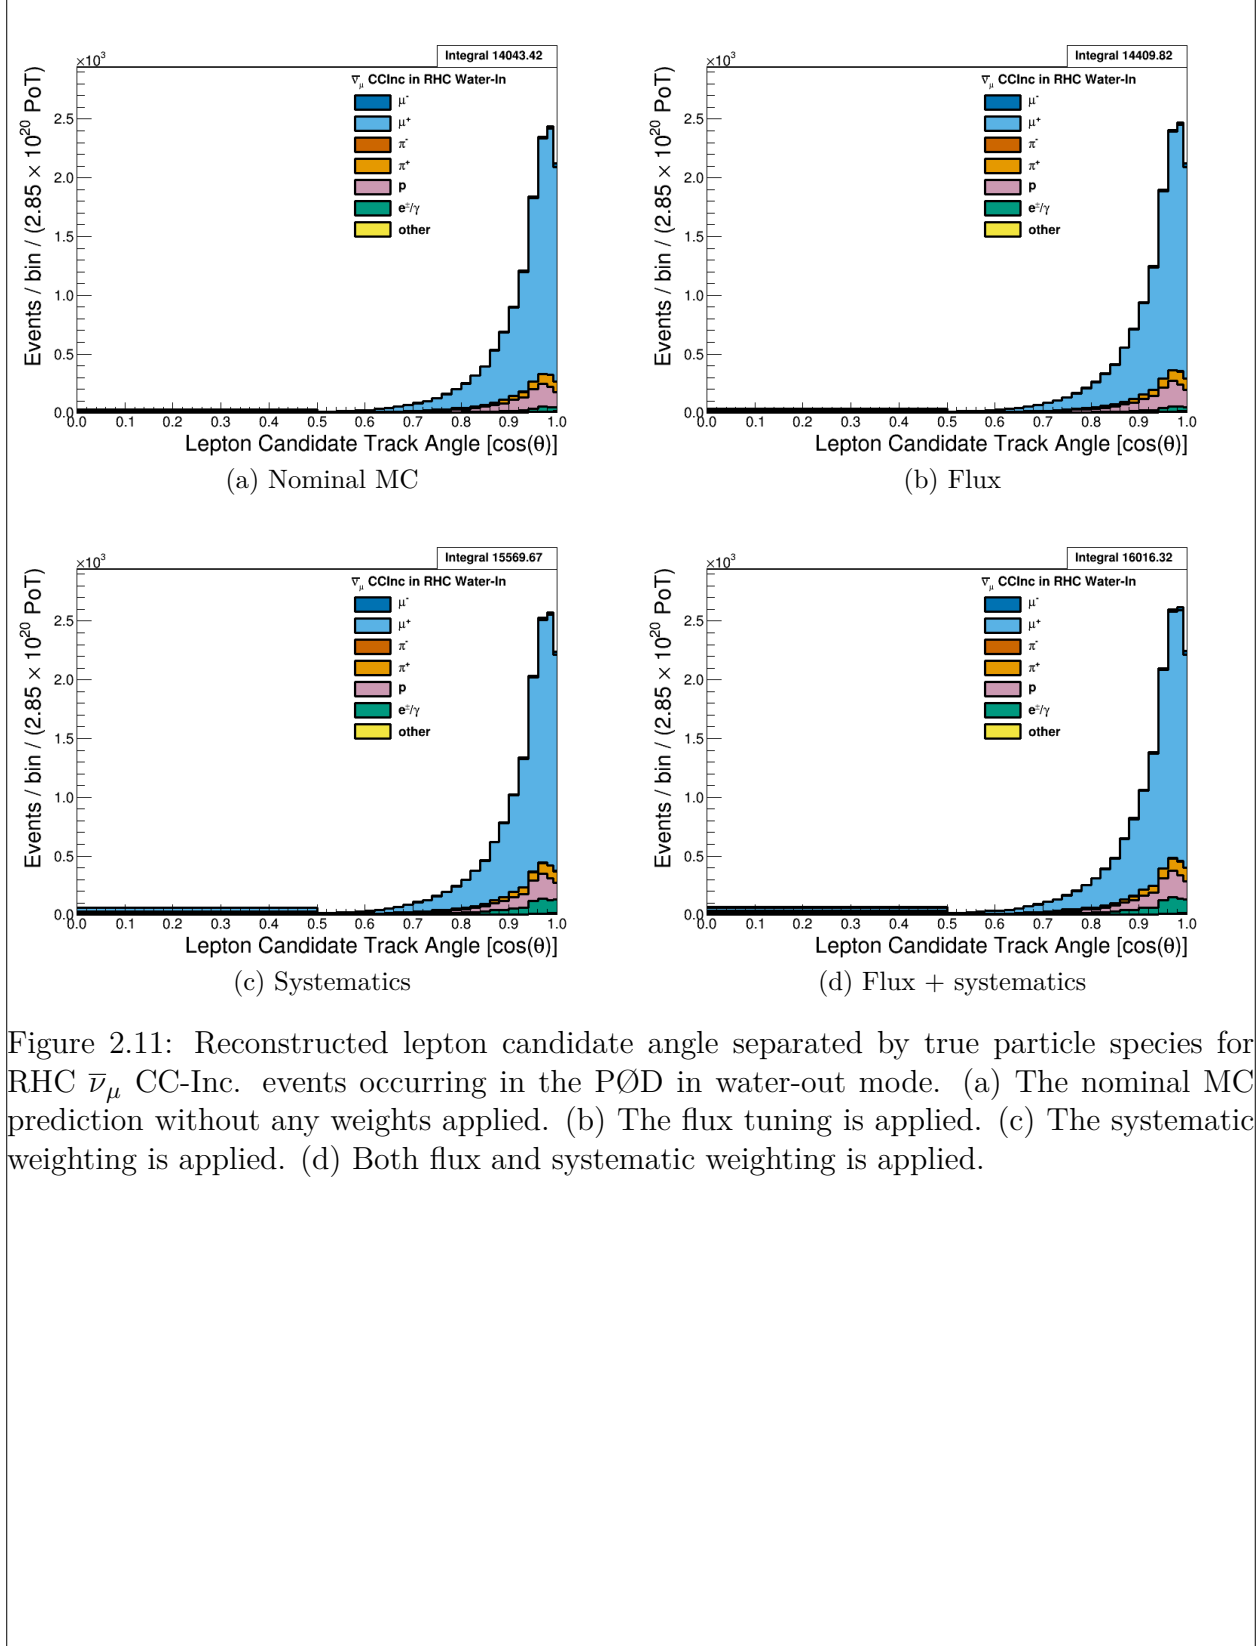 Integral 14043.42
×10³
ν̅μ CCInc in RHC Water-In
μ⁻
μ⁺
π⁻
π⁺
p
e±/γ
other
Events / bin / (2.85 × 10²⁰ PoT)
2.5
2.0
1.5
1.0
0.5
0.0
0.0 0.1 0.2 0.3 0.4 0.5 0.6 0.7 0.8 0.9 1.0
Lepton Candidate Track Angle [cos(θ)]
(a) Nominal MC
Integral 14409.82
×10³
ν̅μ CCInc in RHC Water-In
μ⁻
μ⁺
π⁻
π⁺
p
e±/γ
other
Events / bin / (2.85 × 10²⁰ PoT)
2.5
2.0
1.5
1.0
0.5
0.0
0.0 0.1 0.2 0.3 0.4 0.5 0.6 0.7 0.8 0.9 1.0
Lepton Candidate Track Angle [cos(θ)]
(b) Flux
Integral 15569.67
×10³
ν̅μ CCInc in RHC Water-In
μ⁻
μ⁺
π⁻
π⁺
p
e±/γ
other
Events / bin / (2.85 × 10²⁰ PoT)
2.5
2.0
1.5
1.0
0.5
0.0
0.0 0.1 0.2 0.3 0.4 0.5 0.6 0.7 0.8 0.9 1.0
Lepton Candidate Track Angle [cos(θ)]
(c) Systematics
Integral 16016.32
×10³
ν̅μ CCInc in RHC Water-In
μ⁻
μ⁺
π⁻
π⁺
p
e±/γ
other
Events / bin / (2.85 × 10²⁰ PoT)
2.5
2.0
1.5
1.0
0.5
0.0
0.0 0.1 0.2 0.3 0.4 0.5 0.6 0.7 0.8 0.9 1.0
Lepton Candidate Track Angle [cos(θ)]
(d) Flux + systematics
Figure 2.11: Reconstructed lepton candidate angle separated by true particle species for
RHC ν̅μ CC-Inc. events occurring in the PØD in water-out mode. (a) The nominal MC
prediction without any weights applied. (b) The flux tuning is applied. (c) The systematic
weighting is applied. (d) Both flux and systematic weighting is applied.